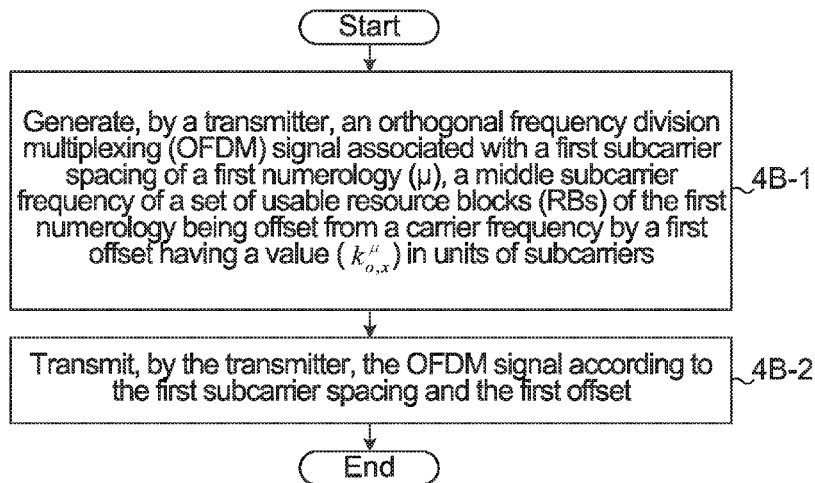 Start
Generate, by a transmitter, an orthogonal frequency division
multiplexing (OFDM) signal associated with a first subcarrier
spacing of a first numerology (μ), a middle subcarrier
frequency of a set of usable resource blocks (RBs) of the first
numerology being offset from a carrier frequency by a first
offset having a value ( k^μ_{o,x} ) in units of subcarriers
4B-1
Transmit, by the transmitter, the OFDM signal according to
the first subcarrier spacing and the first offset
4B-2
End